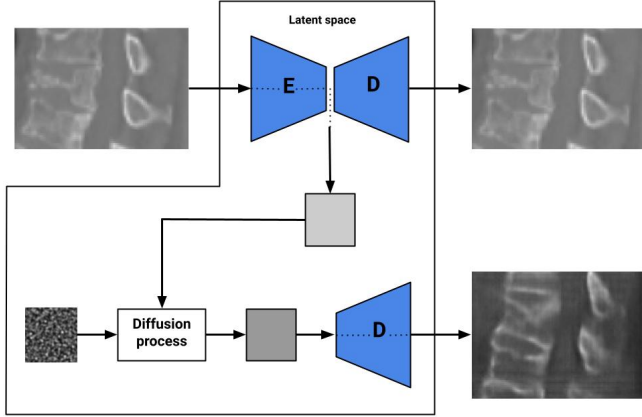 Latent space
E
D
Diffusion
process
D